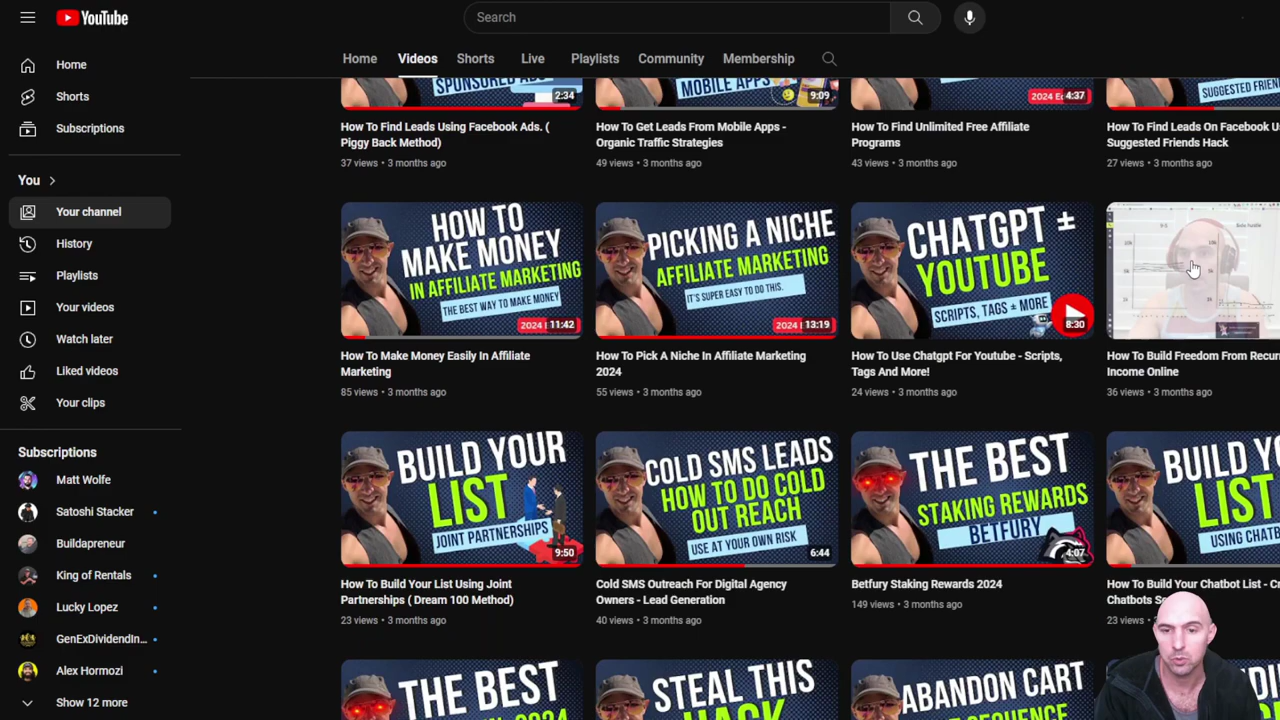 YouTube
Search
Home
Videos
Shorts
Live
Playlists
Community
Membership
Home
Shorts
Subscriptions
You
Your channel
History
Playlists
Your videos
Watch later
Liked videos
Your clips
Subscriptions
Matt Wolfe
Satoshi Stacker
Buildapreneur
King of Rentals
Lucky Lopez
GenExDividendIn...
Alex Hormozi
Show 12 more
SPONSORED ADS
2:34
How To Find Leads Using Facebook Ads. (
Piggy Back Method)
37 views • 3 months ago
MOBILE APPS
9:09
How To Get Leads From Mobile Apps -
Organic Traffic Strategies
49 views • 3 months ago
2024
4:37
How To Find Unlimited Free Affiliate
Programs
43 views • 3 months ago
SUGGESTED FRIEN
How To Find Leads On Facebook U
Suggested Friends Hack
27 views • 3 months ago
HOW TO
MAKE MONEY
IN AFFILIATE MARKETING
THE BEST WAY TO MAKE MONEY
2024
11:42
How To Make Money Easily In Affiliate
Marketing
85 views • 3 months ago
PICKING A NICHE
AFFILIATE MARKETING
IT'S SUPER EASY TO DO THIS.
2024
13:19
How To Pick A Niche In Affiliate Marketing
2024
55 views • 3 months ago
CHATGPT ±
YOUTUBE
SCRIPTS, TAGS ± MORE
8:30
How To Use Chatgpt For Youtube - Scripts,
Tags And More!
24 views • 3 months ago
How To Build Freedom From Recur
Income Online
36 views • 3 months ago
BUILD YOUR
LIST
JOINT PARTNERSHIPS
9:50
How To Build Your List Using Joint
Partnerships ( Dream 100 Method)
23 views • 3 months ago
COLD SMS LEADS
HOW TO DO COLD
OUT REACH
USE AT YOUR OWN RISK
6:44
Cold SMS Outreach For Digital Agency
Owners - Lead Generation
40 views • 3 months ago
THE BEST
STAKING REWARDS
BETFURY
4:07
Betfury Staking Rewards 2024
149 views • 3 months ago
BUILD YO
LIST
USING CHATB
How To Build Your Chatbot List - Cr
Chatbots
23 views • 3 months ago
THE BEST
2024
STEAL THIS
HACK
ABANDON CART
SEQUENCE